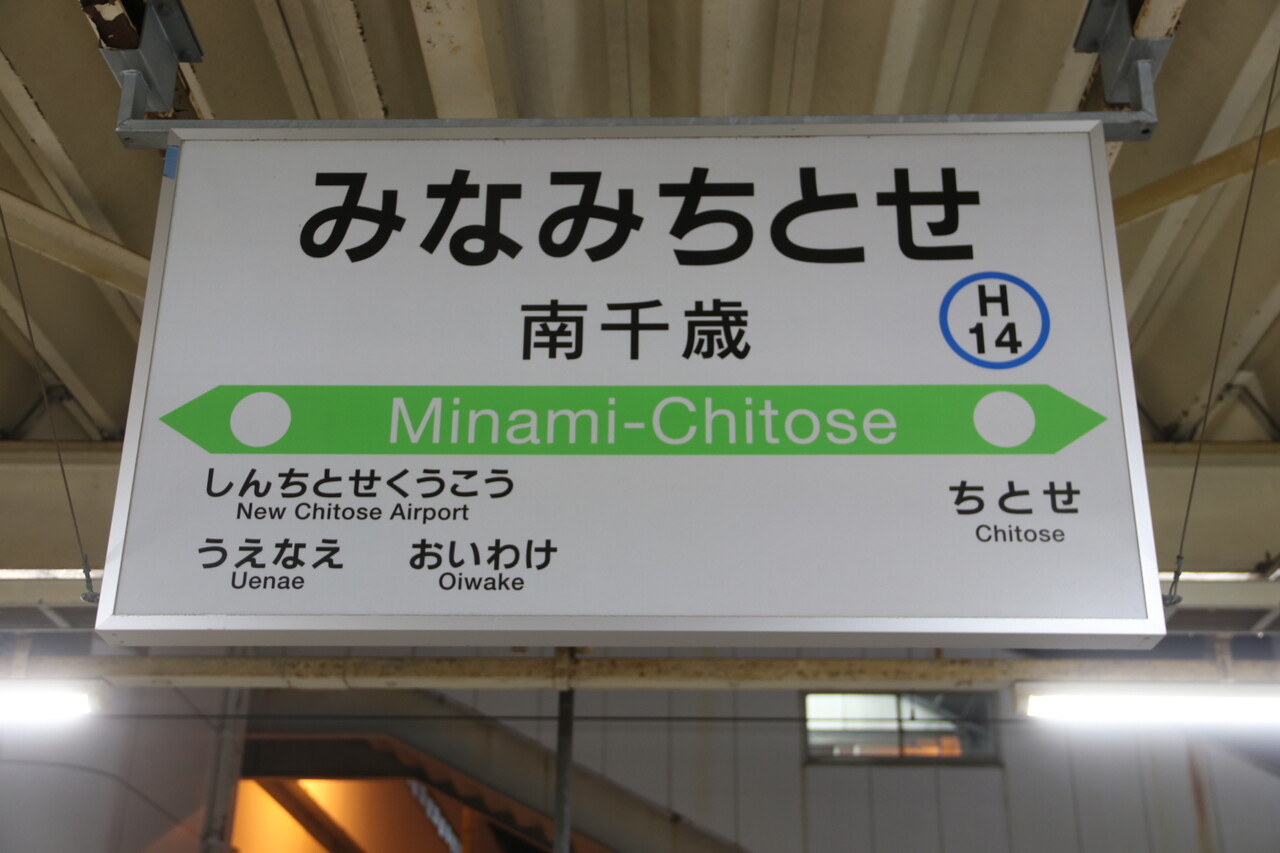 みなみちとせ
南千歳
H
14
Minami-Chitose
しんちとせくうこう
New Chitose Airport
うえなえ おいわけ
Uenae Oiwake
ちとせ
Chitose